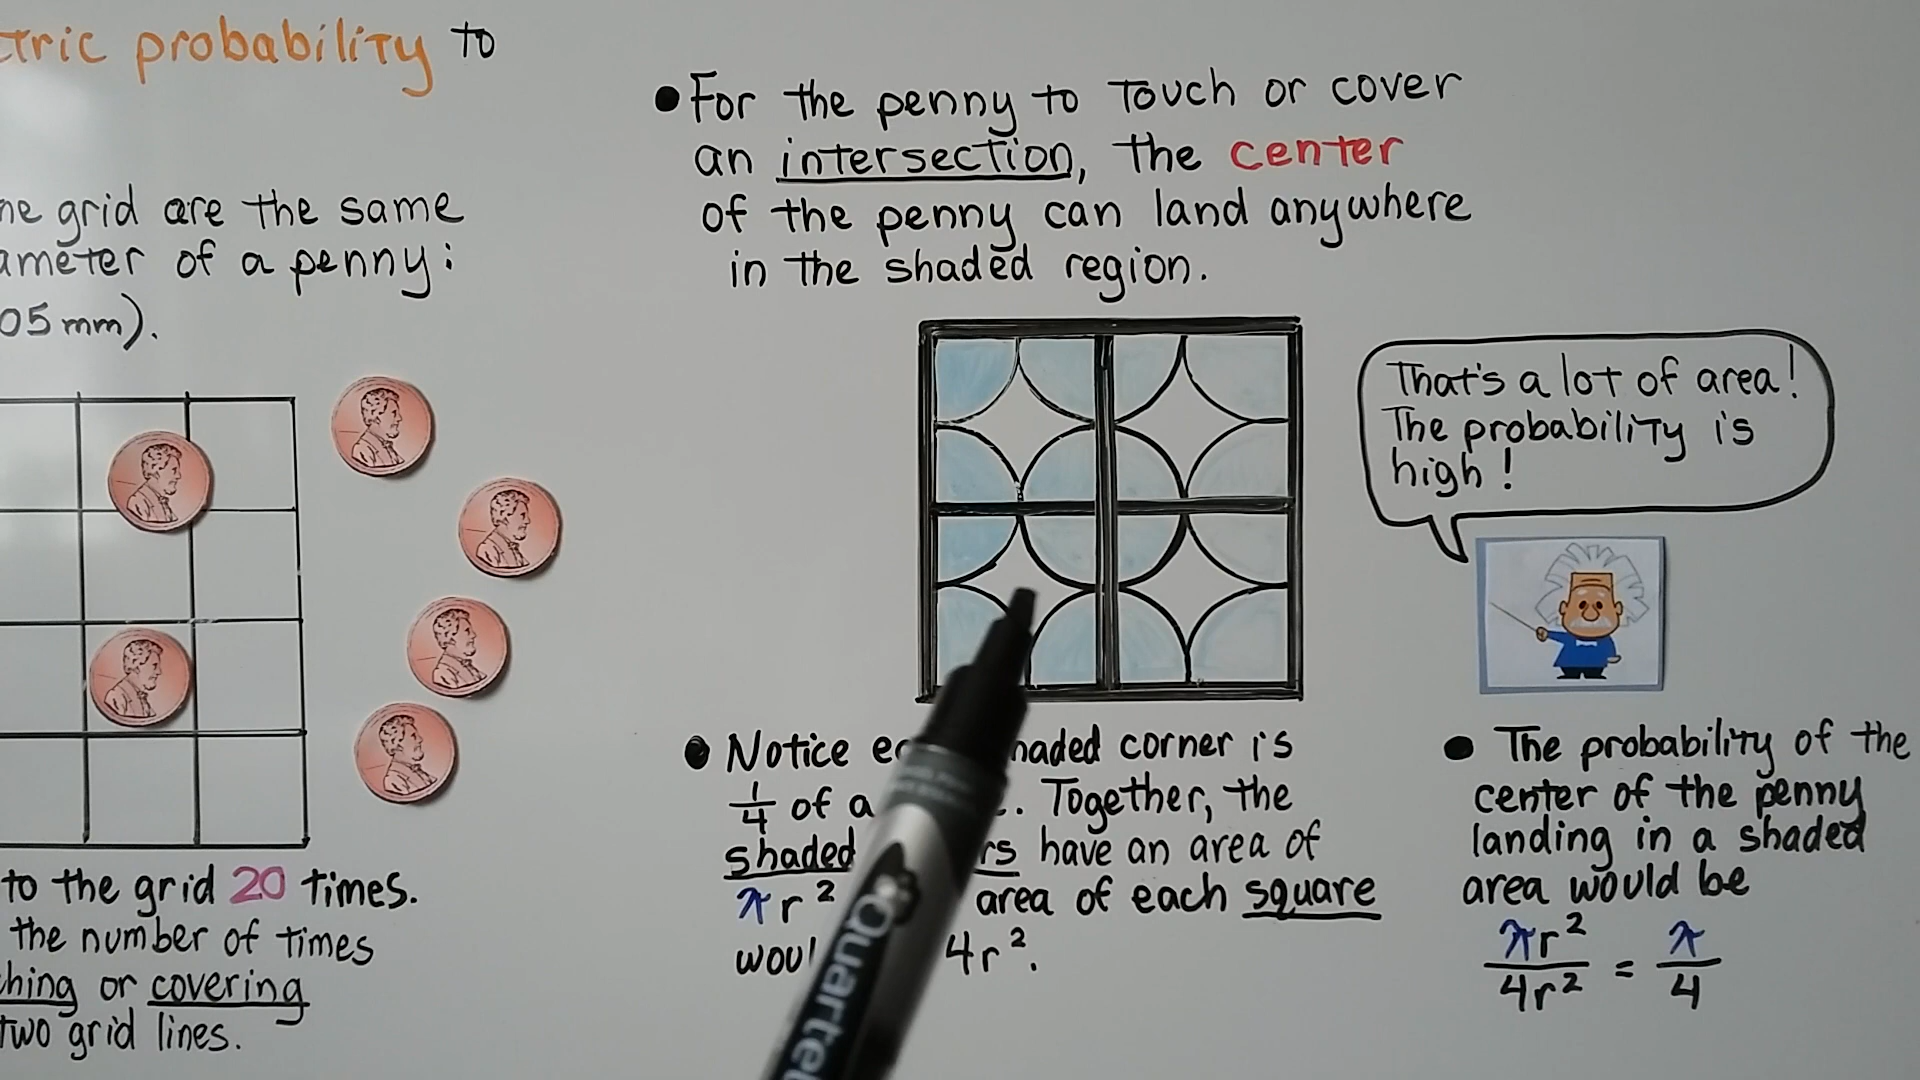 tric probability to
ne grid are the same
ameter of a penny:
05 mm).
to the grid 20 times.
the number of times
hing or covering
two grid lines.
• For the penny to touch or cover
an intersection, the center
of the penny can land anywhere
in the shaded region.
That's a lot of area!
The probability is
high!
• Notice haded corner is
1/4 of a . Together, the
shaded rs have an area of
πr² area of each square
woul 4r².
• The probability of the
center of the penny
landing in a shaded
area would be
πr²/4r² = π/4
Quartet